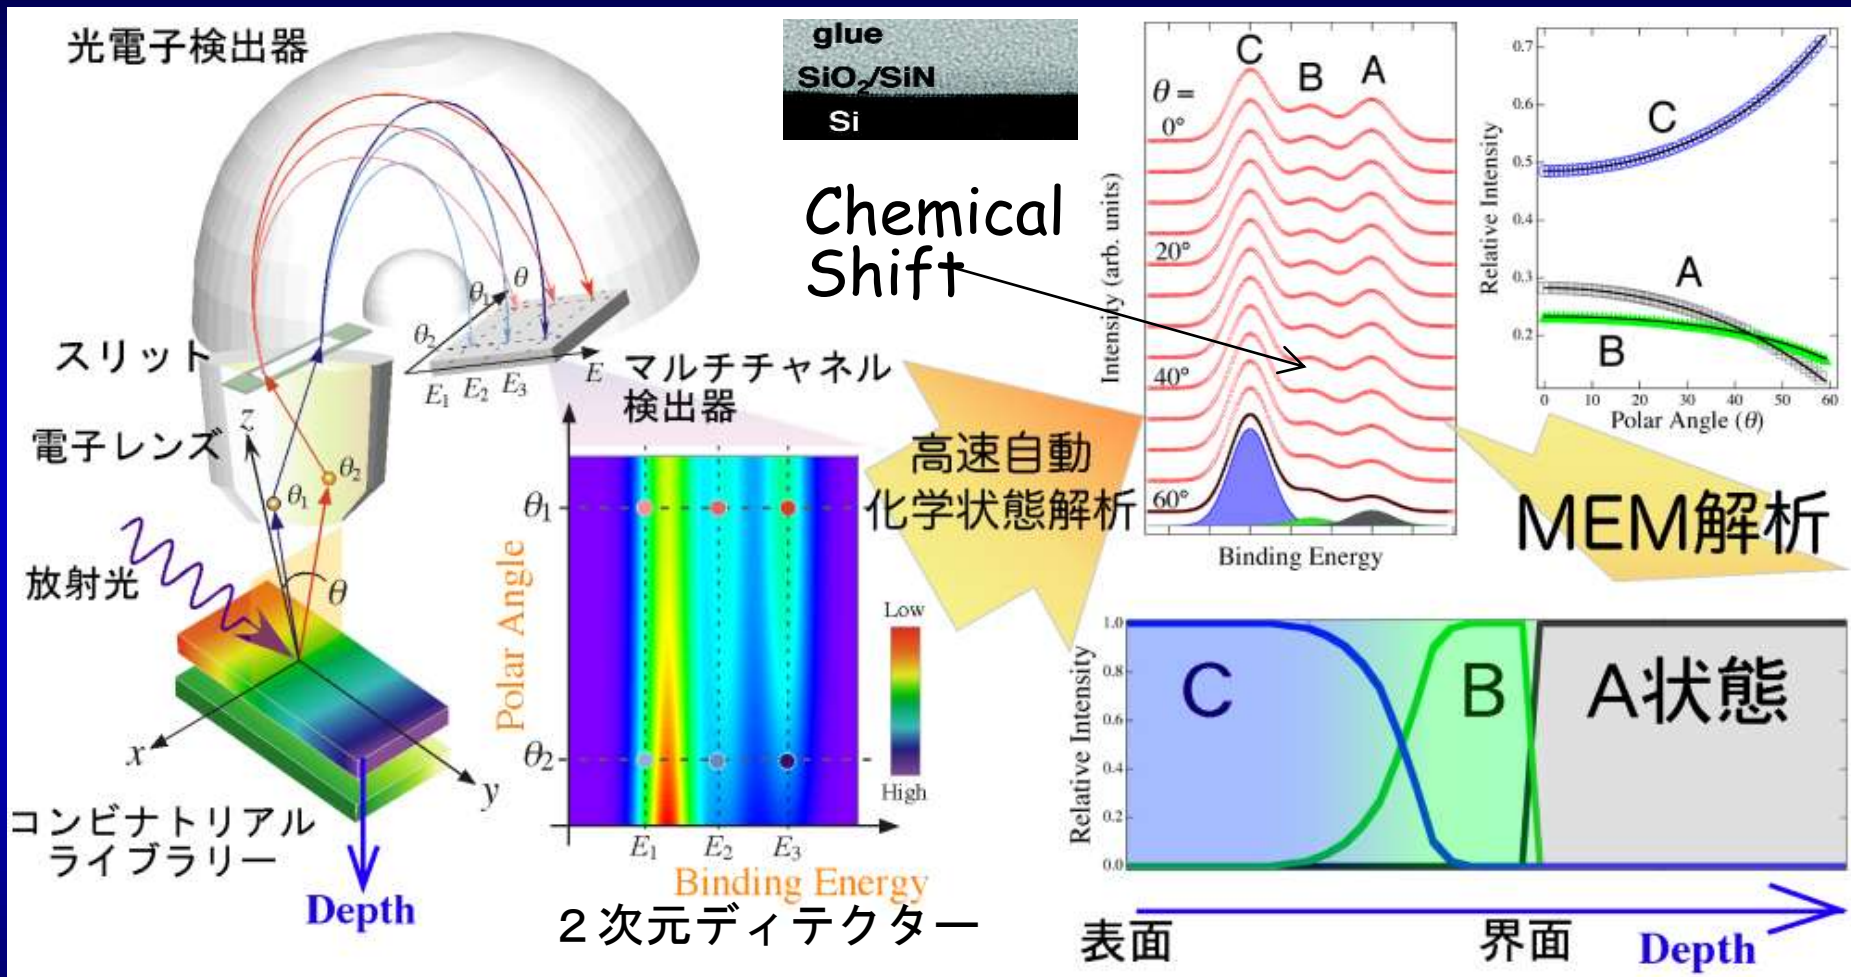 光電子検出器
θ₁
θ
θ₂
スリット
E₁ E₂ E₃
E
マルチチャネル
検出器
z
電子レンズ
θ₂
θ₁
放射光
θ
x
y
コンビナトリアル
ライブラリー
Depth
Polar Angle
θ₁
θ₂
E₁ E₂ E₃
Binding Energy
２次元ディテクター
Low
High
高速自動
化学状態解析
glue
SiO₂/SiN
Si
Chemical
Shift
C B A
θ =
0°
20°
40°
60°
Intensity (arb. units)
Binding Energy
0.7
0.6
0.5
0.4
0.3
0.2
Relative Intensity
C
A
B
0 10 20 30 40 50 60
Polar Angle (θ)
MEM解析
1.0
0.8
0.6
0.4
0.2
0.0
Relative Intensity
C B A状態
表面 界面 Depth